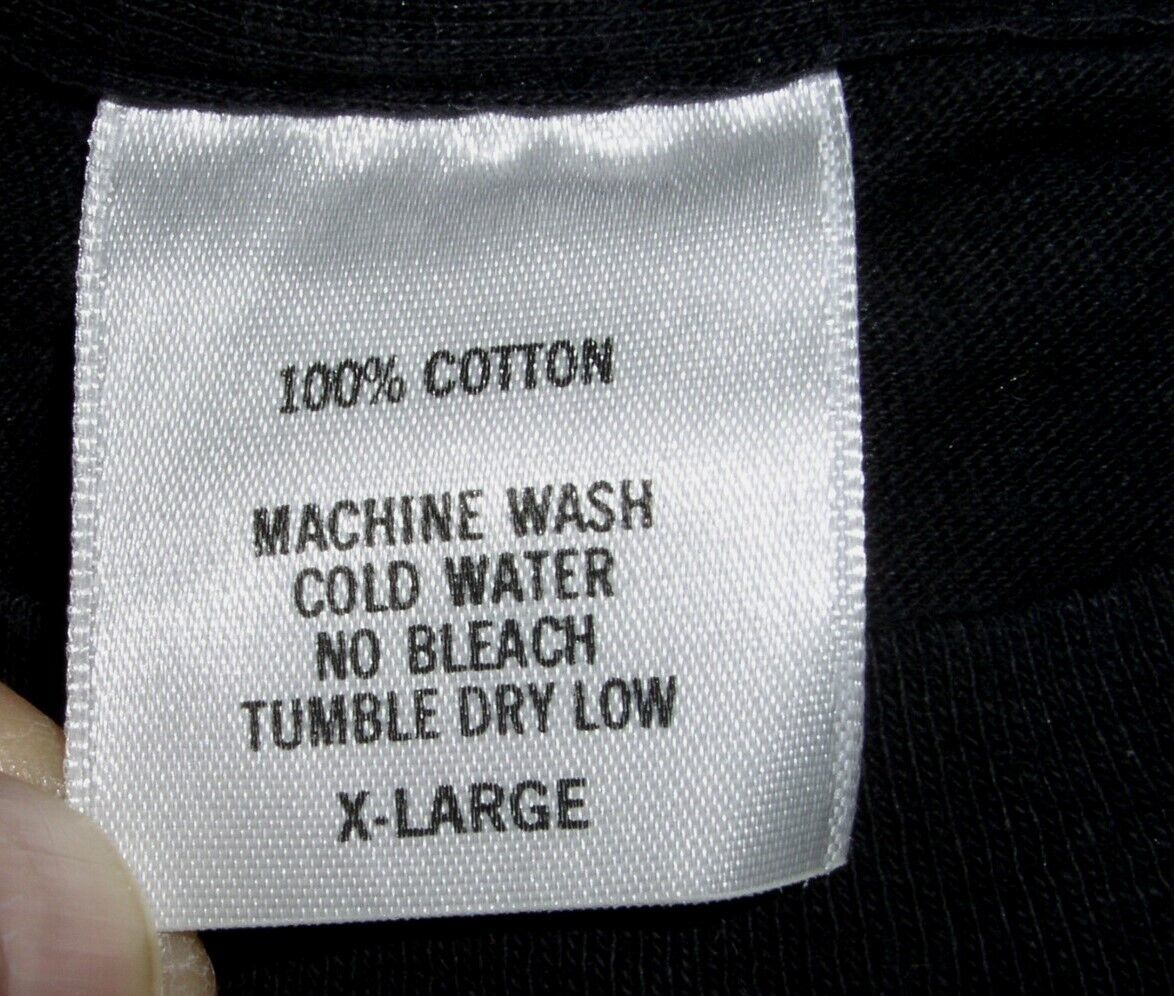 100% COTTON
MACHINE WASH
COLD WATER
NO BLEACH
TUMBLE DRY LOW
X-LARGE